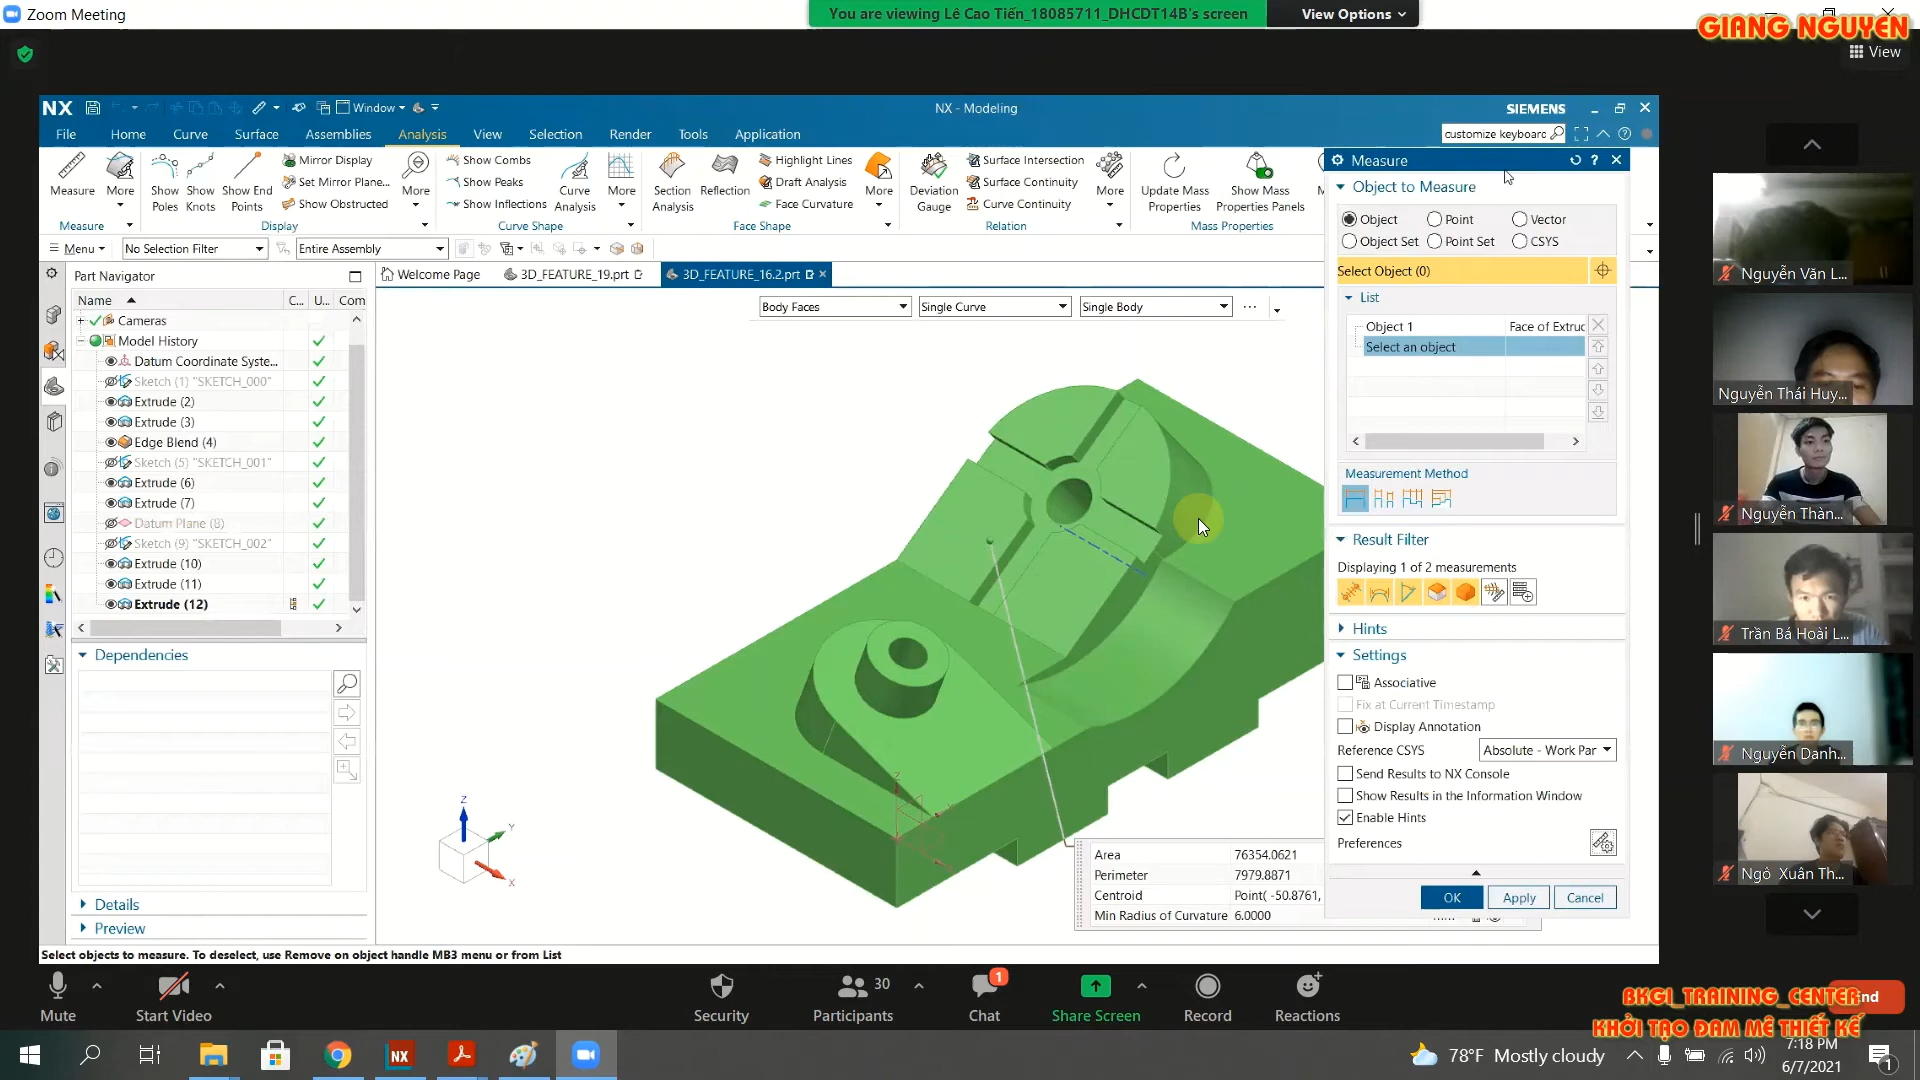 Zoom Meeting
You are viewing Lê Cao Tiến_18085711_DHCDT14B's screen
View Options
GIANG NGUYEN
View
NX
Window
NX - Modeling
SIEMENS
File Home Curve Surface Assemblies Analysis View Selection Render Tools Application
customize keyboard
Measure
More
Measure
Show Poles
Show Knots
Show End Points
Mirror Display
Set Mirror Plane...
Show Obstructed
More
Display
Show Combs
Show Peaks
Show Inflections
Curve Analysis
More
Curve Shape
Section Analysis
Reflection
Highlight Lines
Draft Analysis
Face Curvature
More
Face Shape
Deviation Gauge
Surface Intersection
Surface Continuity
Curve Continuity
More
Relation
Update Mass Properties
Show Mass Properties Panels
Mass Properties
Menu
No Selection Filter
Entire Assembly
Part Navigator
Welcome Page
3D_FEATURE_19.prt
3D_FEATURE_16.2.prt
Name C... U... Com
Cameras
Model History
Datum Coordinate Syste...
Sketch (1) "SKETCH_000"
Extrude (2)
Extrude (3)
Edge Blend (4)
Sketch (5) "SKETCH_001"
Extrude (6)
Extrude (7)
Datum Plane (8)
Sketch (9) "SKETCH_002"
Extrude (10)
Extrude (11)
Extrude (12)
Dependencies
Details
Preview
Body Faces
Single Curve
Single Body
Z
Y
X
Area 76354.0621
Perimeter 7979.8871
Centroid Point( -50.8761,
Min Radius of Curvature 6.0000
Measure
Object to Measure
Object Point Vector
Object Set Point Set CSYS
Select Object (0)
List
Object 1 Face of Extruc
Select an object
Measurement Method
Result Filter
Displaying 1 of 2 measurements
Hints
Settings
Associative
Fix at Current Timestamp
Display Annotation
Reference CSYS Absolute - Work Par
Send Results to NX Console
Show Results in the Information Window
Enable Hints
Preferences
OK Apply Cancel
Select objects to measure. To deselect, use Remove on object handle MB3 menu or from List
Nguyễn Văn L...
Nguyễn Thái Huy...
Nguyễn Thàn...
Trần Bá Hoài L...
Nguyễn Danh...
Ngô Xuân Th...
Mute
Start Video
Security
30
Participants
1
Chat
Share Screen
Record
Reactions
BKGI_TRAINING_CENTER
KHỞI TẠO ĐAM MÊ THIẾT KẾ
78°F Mostly cloudy
7:18 PM
6/7/2021
1